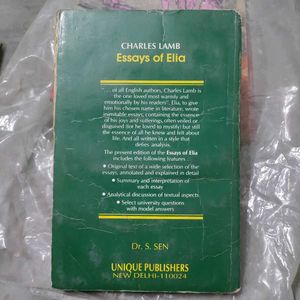 CHARLES LAMB
Essays of Elia
"... of all English authors, Charles Lamb is
the one loved most warmly and
emotionally by his readers". Elia, to give
him his chosen name in literature, wrote
inevitable essays, containing the essence
of his joys and sufferings, often veiled or
disguised (for he loved to mystify) but still
the essence of all he knew and felt about
life. And all written in a style that
defies analysis.
The present edition of the Essays of Elia
includes the following features
• Original text of a wide selection of the
essays, annotated and explained in detail
• Summary and interpretation of
each essay
• Analytical discussion of textual aspects
• Select university questions
with model answers
Dr. S. SEN
UNIQUE PUBLISHERS
NEW DELHI-110024